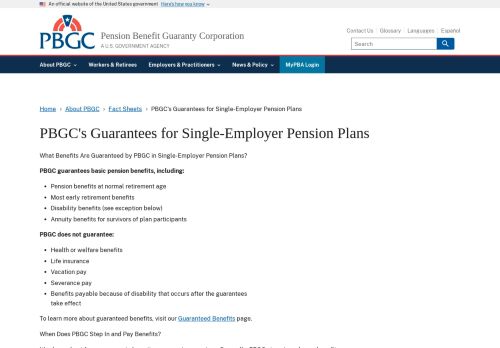 An official website of the United States government Here's how you know
PBGC
Pension Benefit Guaranty Corporation
A U.S. GOVERNMENT AGENCY
Contact Us Glossary Languages Español
Search
About PBGC Workers & Retirees Employers & Practitioners News & Policy MyPBA Login
Home About PBGC Fact Sheets PBGC's Guarantees for Single-Employer Pension Plans
PBGC's Guarantees for Single-Employer Pension Plans
What Benefits Are Guaranteed by PBGC in Single-Employer Pension Plans?
PBGC guarantees basic pension benefits, including:
Pension benefits at normal retirement age
Most early retirement benefits
Disability benefits (see exception below)
Annuity benefits for survivors of plan participants
PBGC does not guarantee:
Health or welfare benefits
Life insurance
Vacation pay
Severance pay
Benefits payable because of disability that occurs after the guarantees
take effect
To learn more about guaranteed benefits, visit our Guaranteed Benefits page.
When Does PBGC Step In and Pay Benefits?